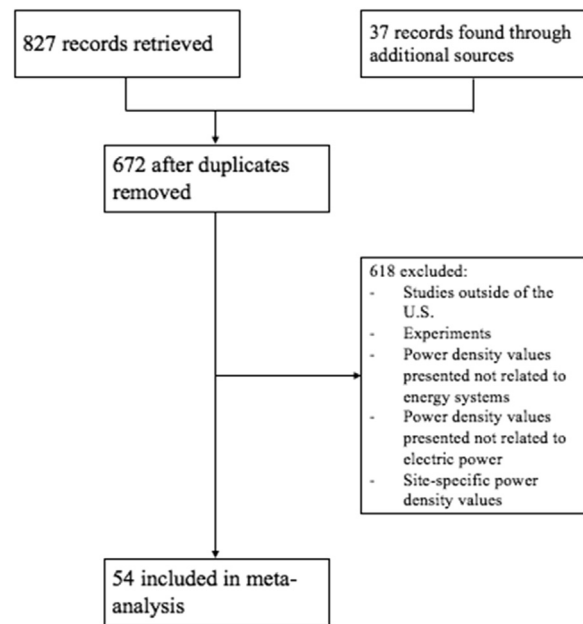 827 records retrieved
37 records found through
additional sources
672 after duplicates
removed
618 excluded:
- Studies outside of the
U.S.
- Experiments
- Power density values
presented not related to
energy systems
- Power density values
presented not related to
electric power
- Site-specific power
density values
54 included in meta-
analysis